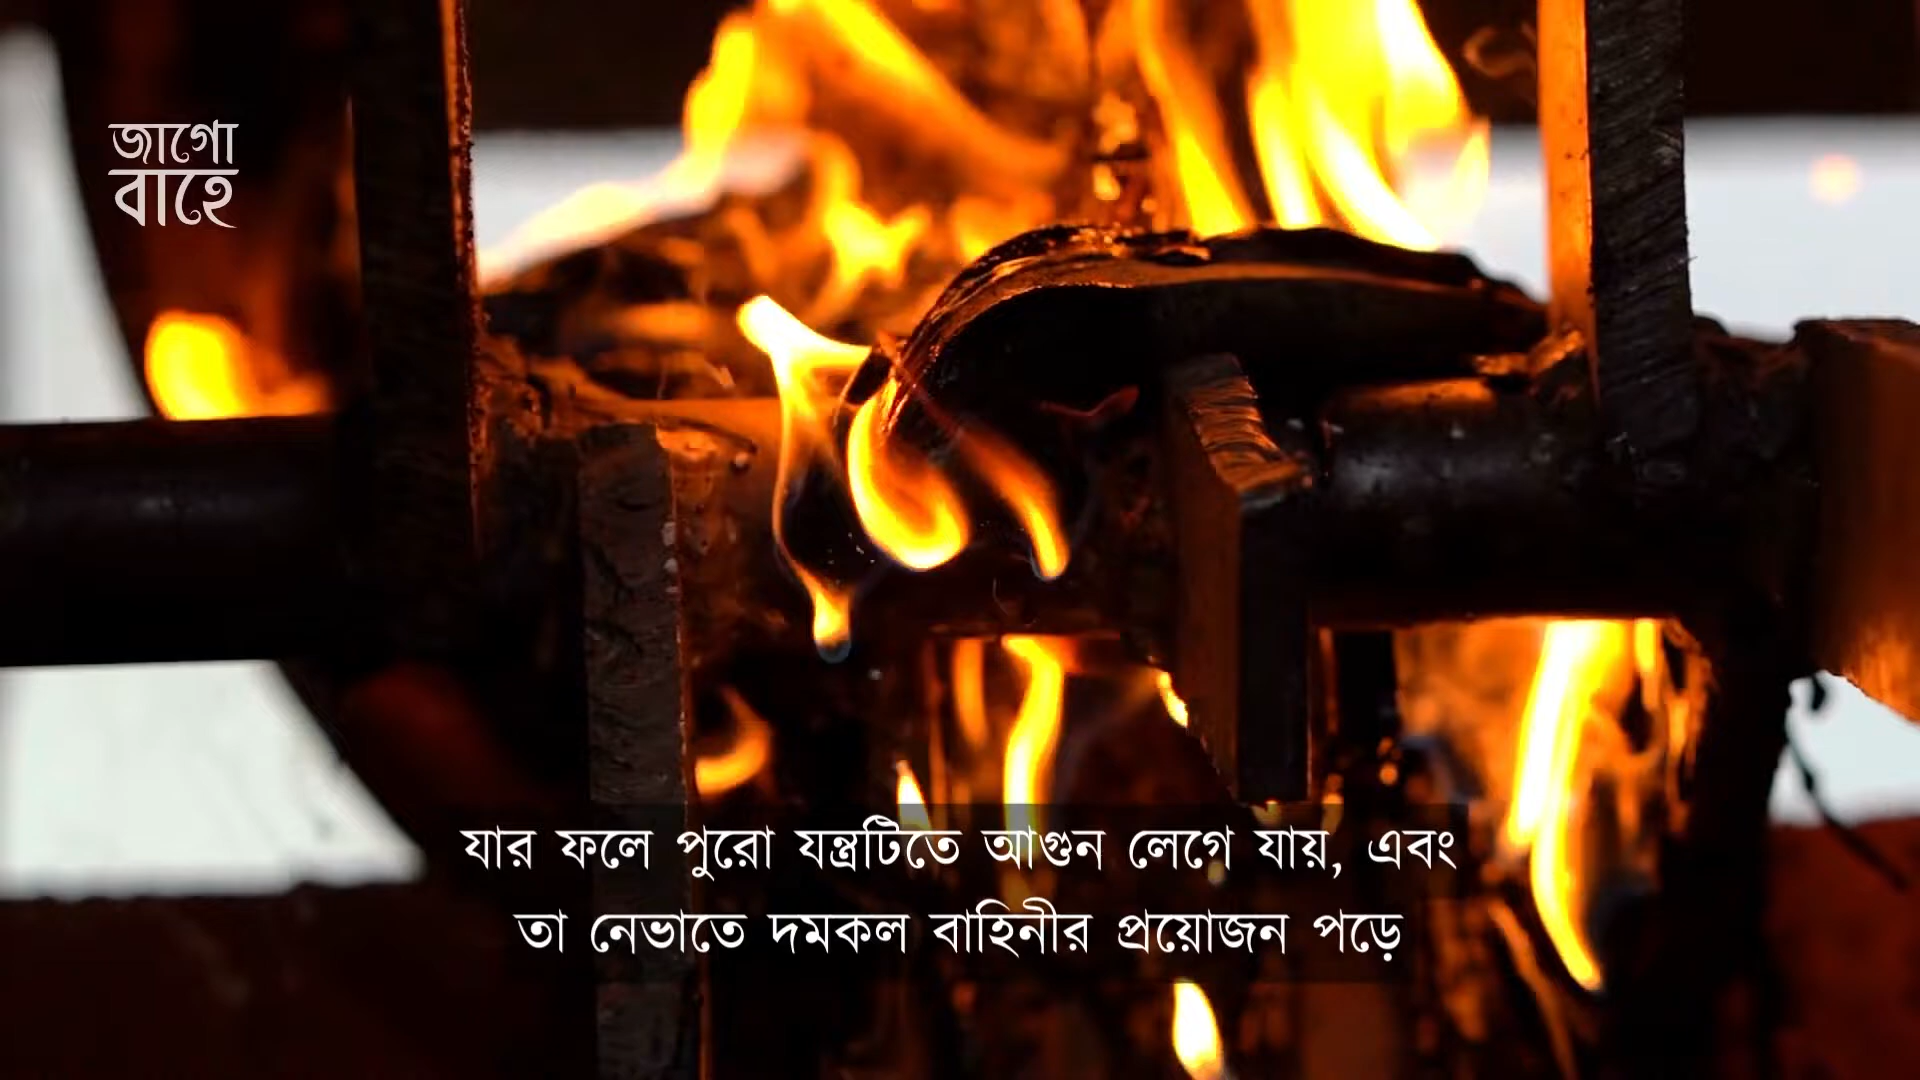 জাগো
বাহে
যার ফলে পুরো যন্ত্রটিতে আগুন লেগে যায়, এবং
তা নেভাতে দমকল বাহিনীর প্রয়োজন পড়ে